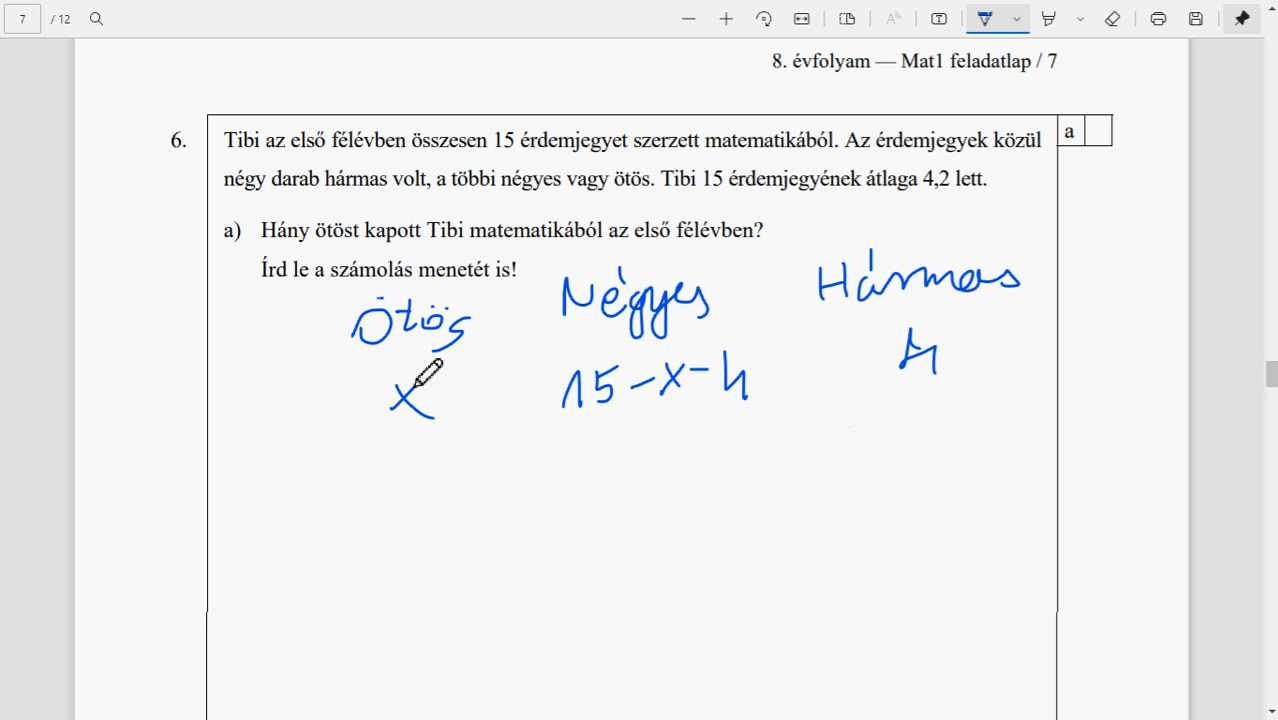 7 / 12
8. évfolyam — Mat1 feladatlap / 7
6. Tibi az első félévben összesen 15 érdemjegyet szerzett matematikából. Az érdemjegyek közül a
négy darab hármas volt, a többi négyes vagy ötös. Tibi 15 érdemjegyének átlaga 4,2 lett.
a) Hány ötöst kapott Tibi matematikából az első félévben?
Írd le a számolás menetét is!
Ötös Négyes Hármas
x 15-x-4 4